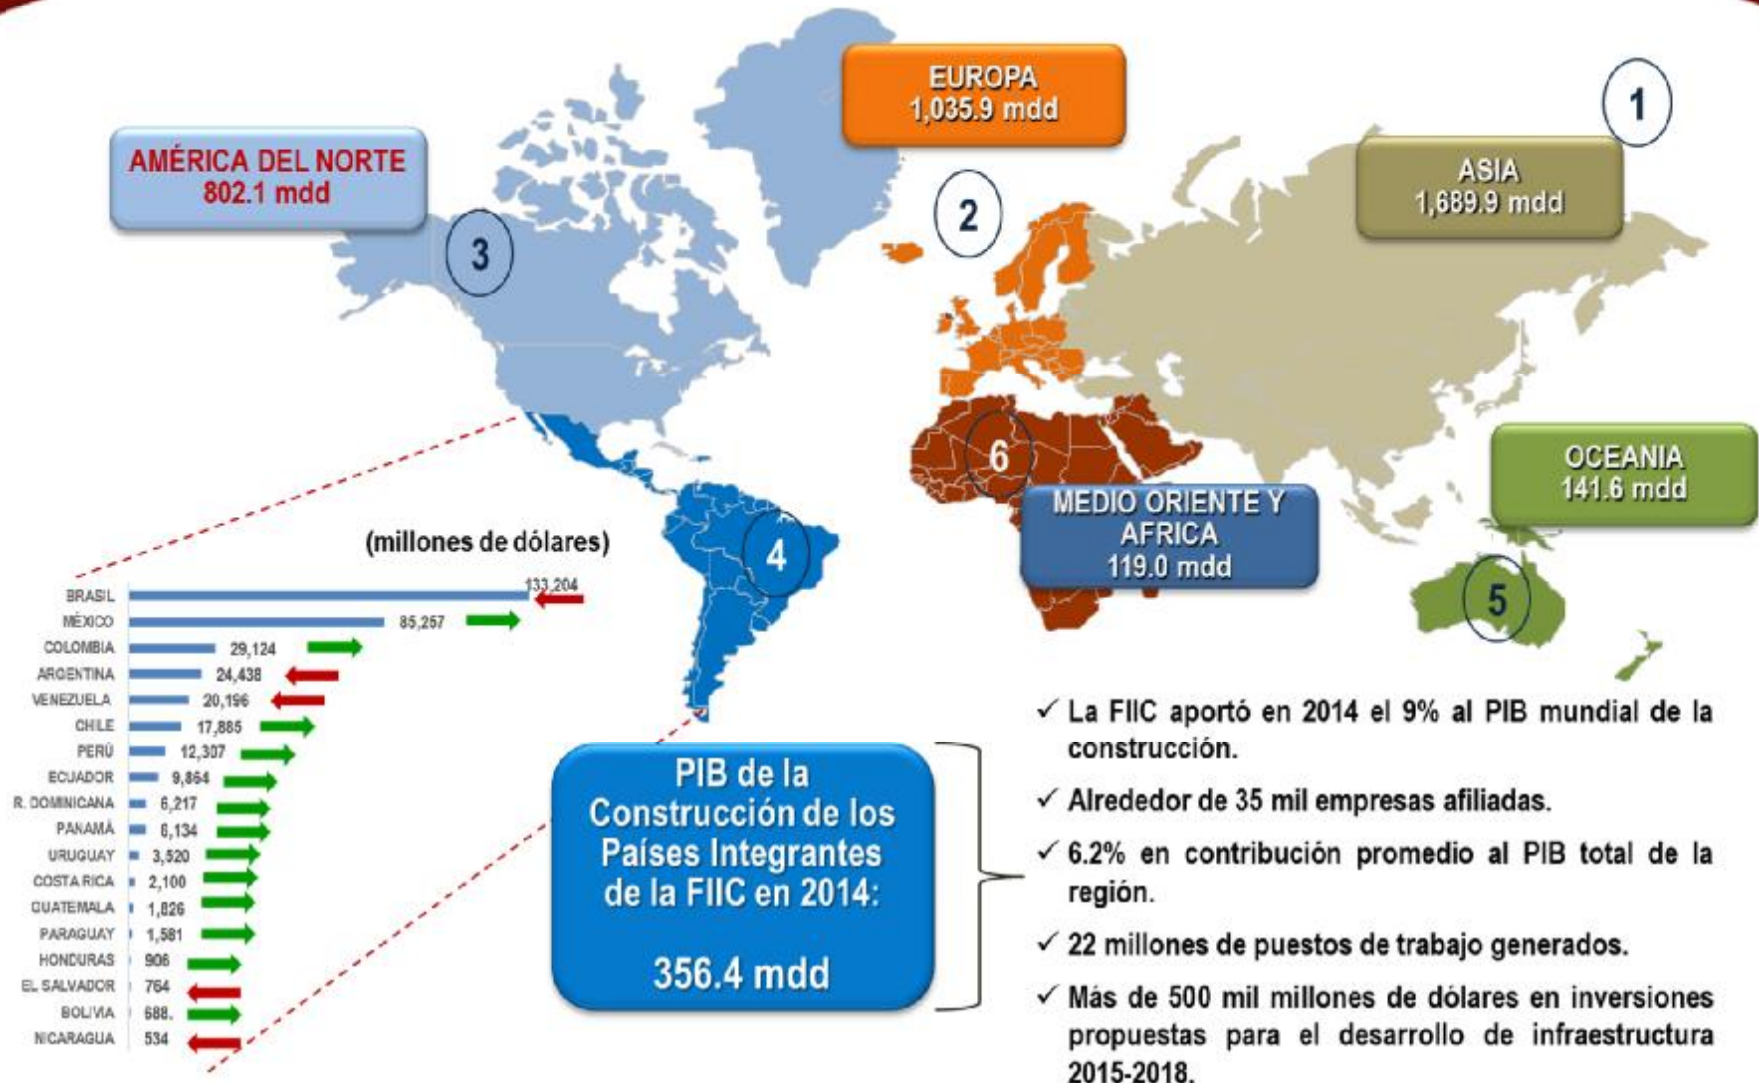 EUROPA
1,035.9 mdd
1
AMÉRICA DEL NORTE
802.1 mdd
ASIA
1,689.9 mdd
2
3
OCEANIA
141.6 mdd
6
MEDIO ORIENTE Y
AFRICA
119.0 mdd
4
5
(millones de dólares)
BRASIL 133,204
MÉXICO 85,257
COLOMBIA 29,124
ARGENTINA 24,438
VENEZUELA 20,196
CHILE 17,885
PERÚ 12,307
ECUADOR 9,864
R. DOMINICANA 6,217
PANAMÁ 6,134
URUGUAY 3,520
COSTA RICA 2,100
GUATEMALA 1,826
PARAGUAY 1,581
HONDURAS 906
EL SALVADOR 764
BOLIVIA 688.
NICARAGUA 534
PIB de la
Construcción de los
Países Integrantes
de la FIIC en 2014:
356.4 mdd
✓ La FIIC aportó en 2014 el 9% al PIB mundial de la
construcción.
✓ Alrededor de 35 mil empresas afiliadas.
✓ 6.2% en contribución promedio al PIB total de la
región.
✓ 22 millones de puestos de trabajo generados.
✓ Más de 500 mil millones de dólares en inversiones
propuestas para el desarrollo de infraestructura
2015-2018.